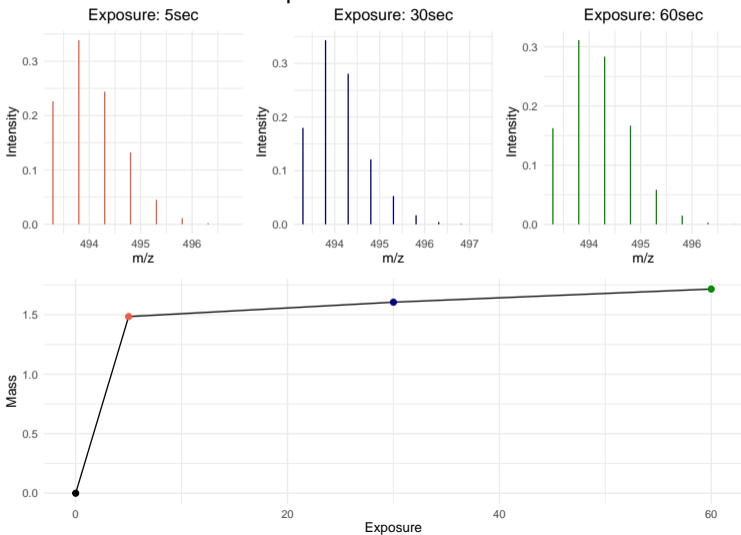 Exposure: 5sec
Exposure: 30sec
Exposure: 60sec
Intensity
0.3
0.2
0.1
0.0
494
495
496
m/z
Intensity
0.3
0.2
0.1
0.0
494
495
496
497
m/z
Intensity
0.3
0.2
0.1
0.0
494
495
496
m/z
Mass
1.5
1.0
0.5
0.0
0
20
40
60
Exposure